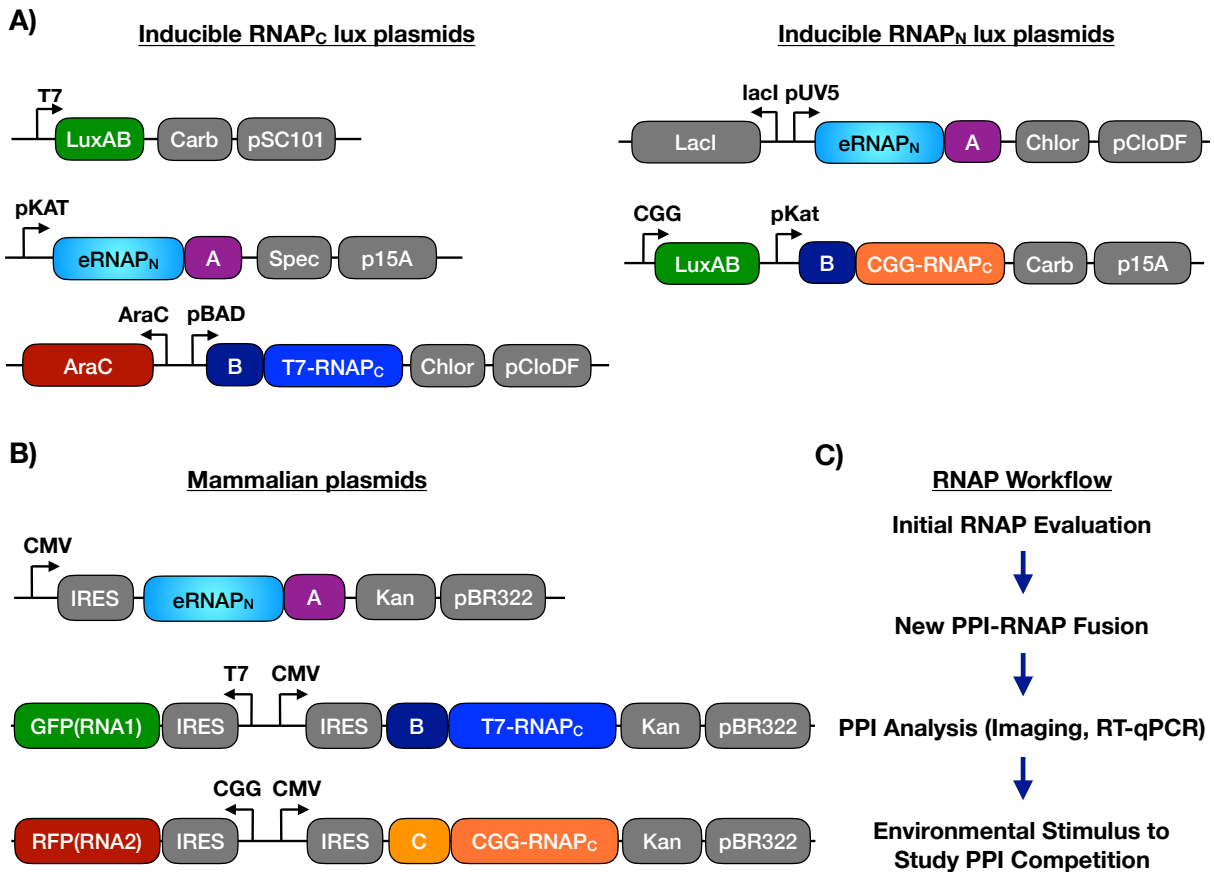 A)
Inducible RNAPC lux plasmids
T7
LuxAB Carb pSC101
pKAT
eRNAPN A Spec p15A
AraC pBAD
AraC B T7-RNAPC Chlor pCloDF
Inducible RNAPN lux plasmids
lacI pUV5
LacI eRNAPN A Chlor pCloDF
CGG pKat
LuxAB B CGG-RNAPC Carb p15A
B)
Mammalian plasmids
CMV
IRES eRNAPN A Kan pBR322
T7 CMV
GFP(RNA1) IRES IRES B T7-RNAPC Kan pBR322
CGG CMV
RFP(RNA2) IRES IRES C CGG-RNAPC Kan pBR322
C)
RNAP Workflow
Initial RNAP Evaluation
New PPI-RNAP Fusion
PPI Analysis (Imaging, RT-qPCR)
Environmental Stimulus to
Study PPI Competition